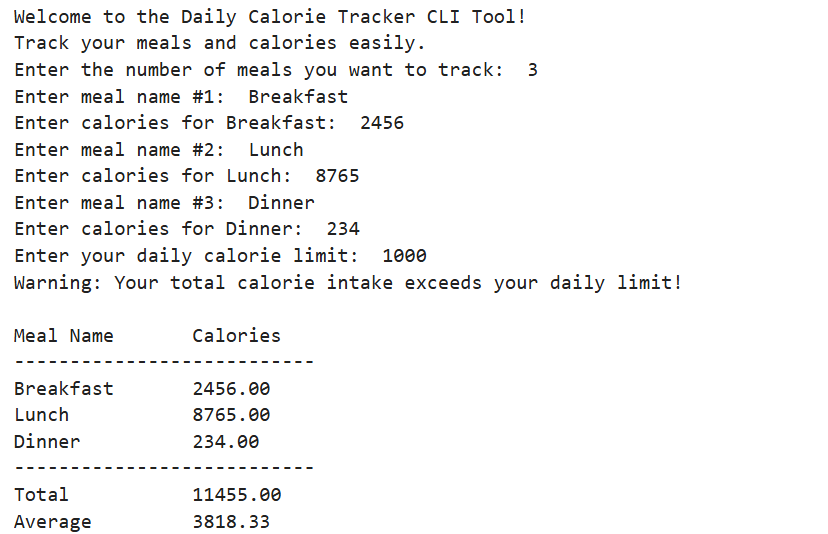 Welcome to the Daily Calorie Tracker CLI Tool!
Track your meals and calories easily.
Enter the number of meals you want to track:  3
Enter meal name #1:  Breakfast
Enter calories for Breakfast:  2456
Enter meal name #2:  Lunch
Enter calories for Lunch:  8765
Enter meal name #3:  Dinner
Enter calories for Dinner:  234
Enter your daily calorie limit:  1000
Warning: Your total calorie intake exceeds your daily limit!

Meal Name       Calories
---------------------------
Breakfast       2456.00
Lunch           8765.00
Dinner          234.00
---------------------------
Total           11455.00
Average         3818.33